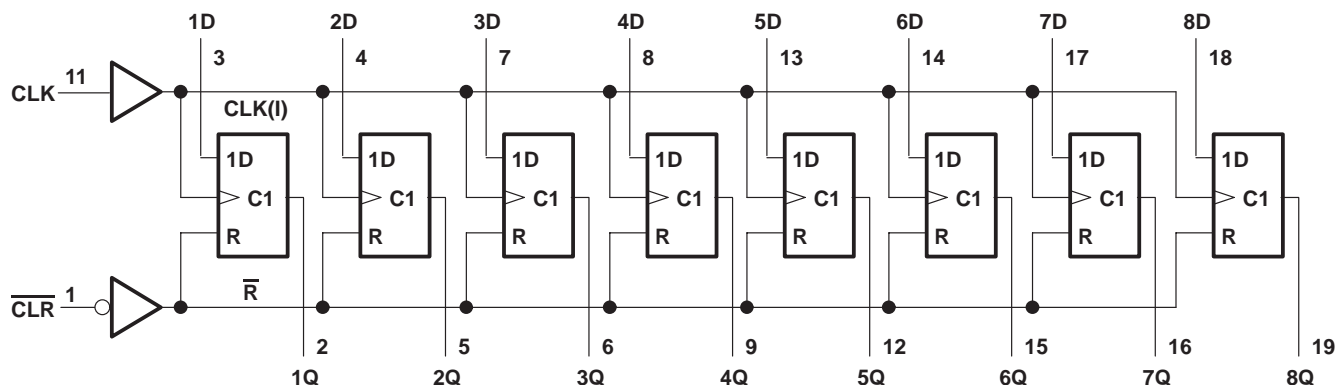 1D 2D 3D 4D 5D 6D 7D 8D
3 4 7 8 13 14 17 18
CLK 11
CLK(I)
1D 1D 1D 1D 1D 1D 1D 1D
C1 C1 C1 C1 C1 C1 C1 C1
R R R R R R R R
C̅L̅R̅ 1
R̅
2 5 6 9 12 15 16 19
1Q 2Q 3Q 4Q 5Q 6Q 7Q 8Q